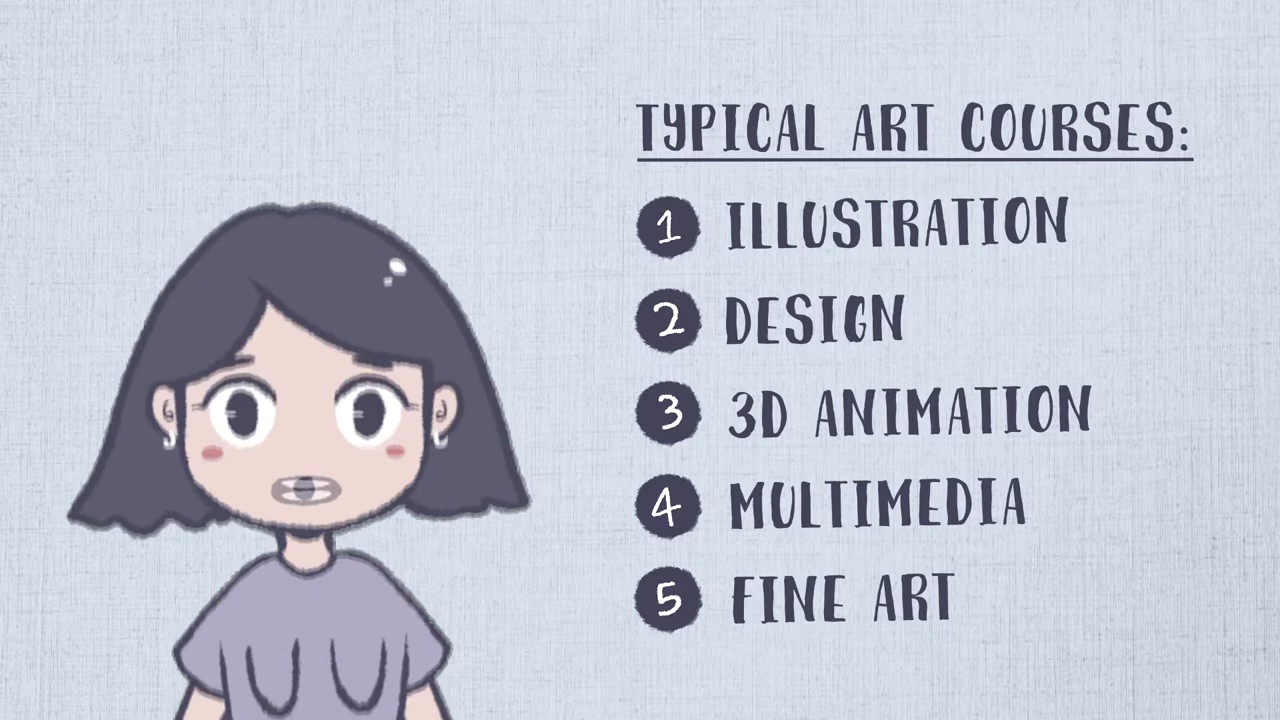 TYPICAL ART COURSES:
1 ILLUSTRATION
2 DESIGN
3 3D ANIMATION
4 MULTIMEDIA
5 FINE ART